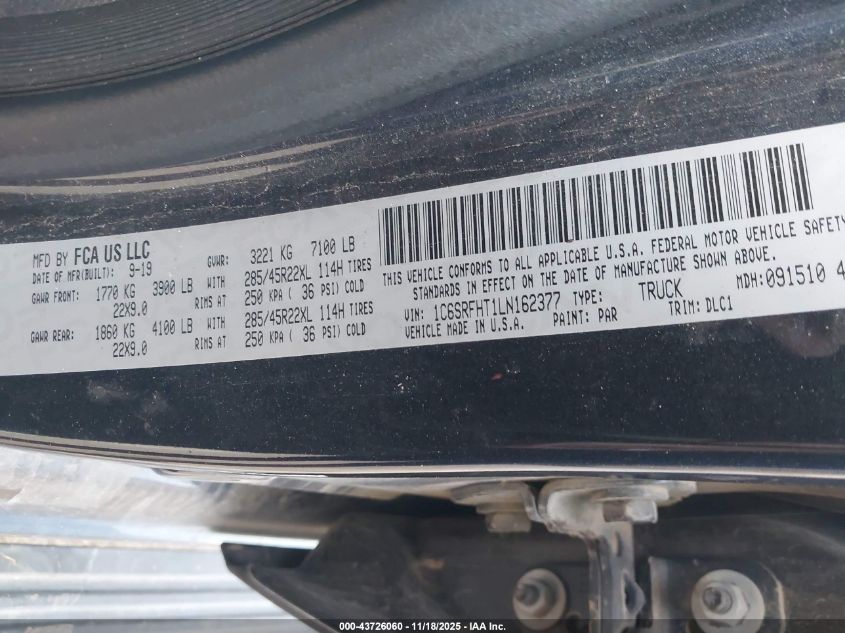 MFD BY FCA US LLC
DATE OF MFR(BUILT): 9-19 GVWR: 3221 KG 7100 LB
GAWR FRONT: 1770 KG 3900 LB WITH 285/45R22XL 114H TIRES
22X9.0 RIMS AT 250 KPA ( 36 PSI) COLD
GAWR REAR: 1860 KG 4100 LB WITH 285/45R22XL 114H TIRES
22X9.0 RIMS AT 250 KPA ( 36 PSI) COLD
THIS VEHICLE CONFORMS TO ALL APPLICABLE U.S.A. FEDERAL MOTOR VEHICLE SAFETY
STANDARDS IN EFFECT ON THE DATE OF MANUFACTURE SHOWN ABOVE.
VIN: 1C6SRFHT1LN162377 TYPE: TRUCK MDH:091510 4
VEHICLE MADE IN U.S.A. PAINT: PAR TRIM: DLC1
000-43726060 - 11/18/2025 - IAA Inc.